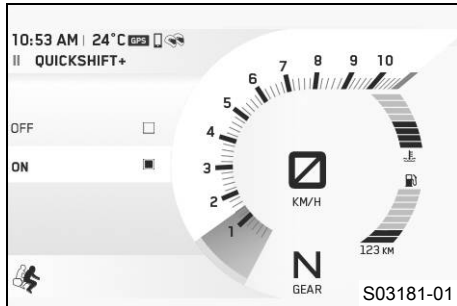 10:53 AM | 24°C GPS
II QUICKSHIFT+
OFF
ON
1
2
3
4
5
6
7
8
9
10
0
KM/H
N
GEAR
123 KM
S03181-01